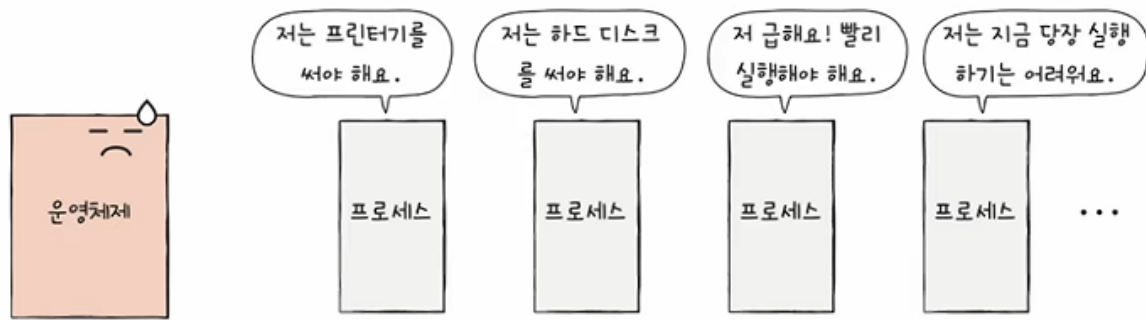 저는 프린터기를
써야 해요.
저는 하드 디스크
를 써야 해요.
저 급해요! 빨리
실행해야 해요.
저는 지금 당장 실행
하기는 어려워요.
운영체제
프로세스
프로세스
프로세스
프로세스
...